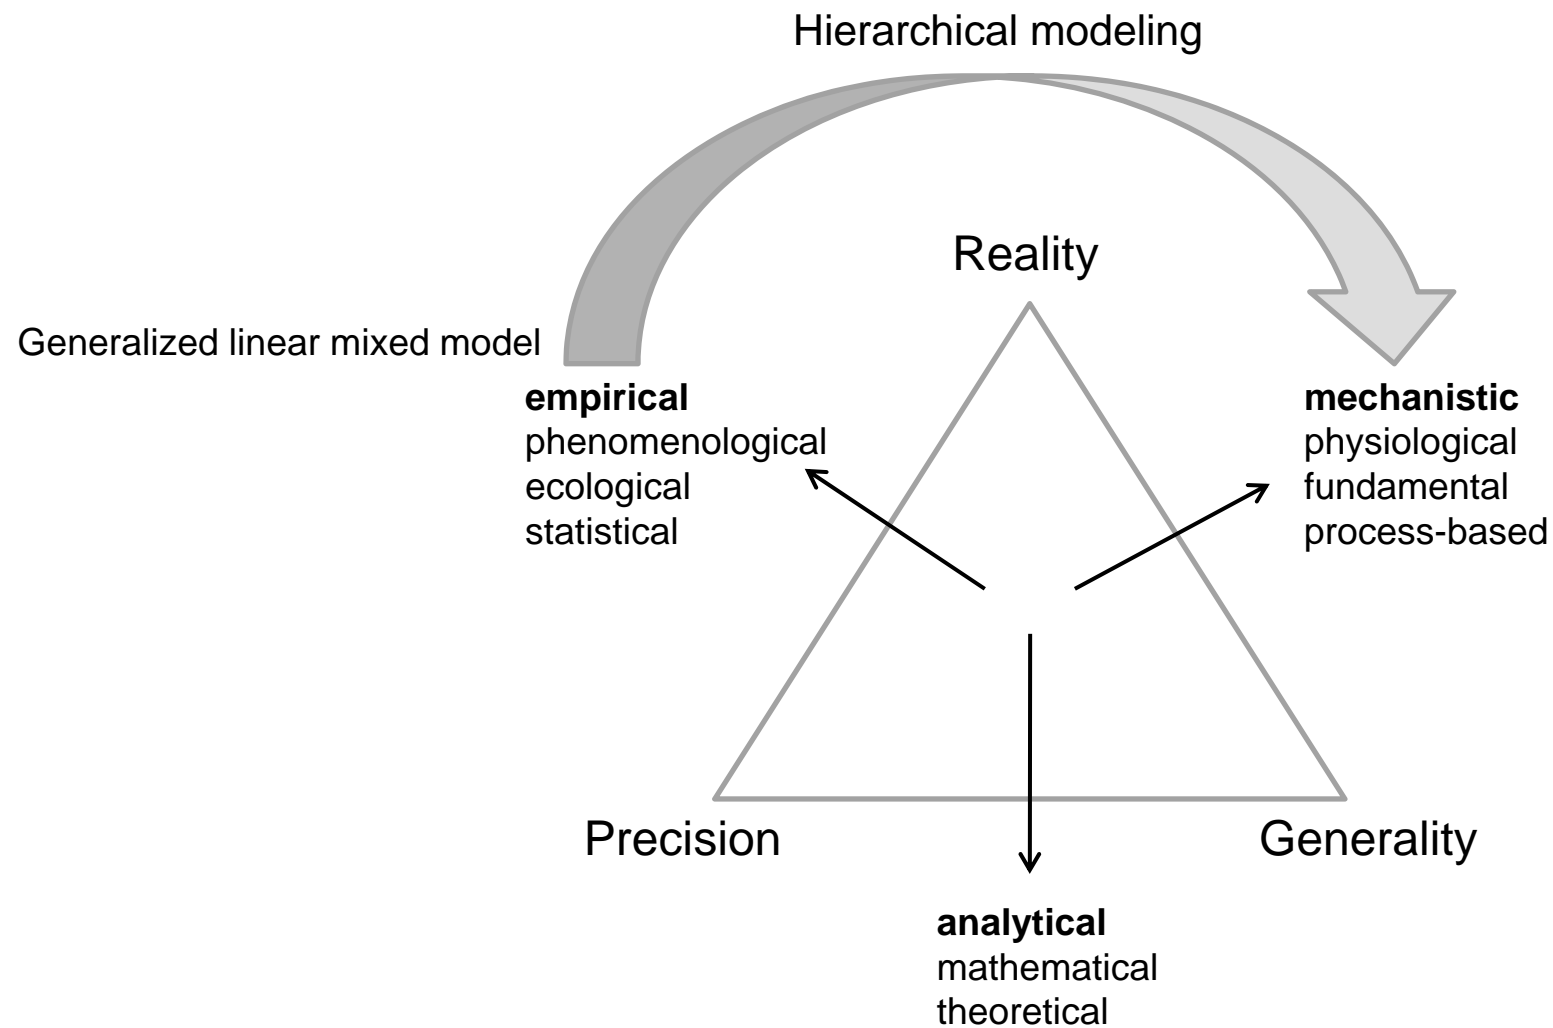 Hierarchical modeling
Reality
Generalized linear mixed model
empirical
phenomenological
ecological
statistical
mechanistic
physiological
fundamental
process-based
Precision
Generality
analytical
mathematical
theoretical